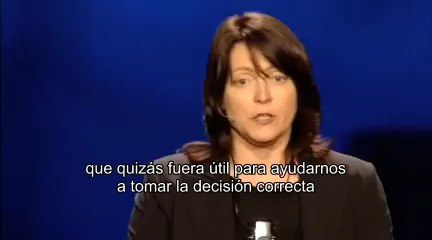 que quizás fuera útil para ayudarnos
a tomar la decisión correcta